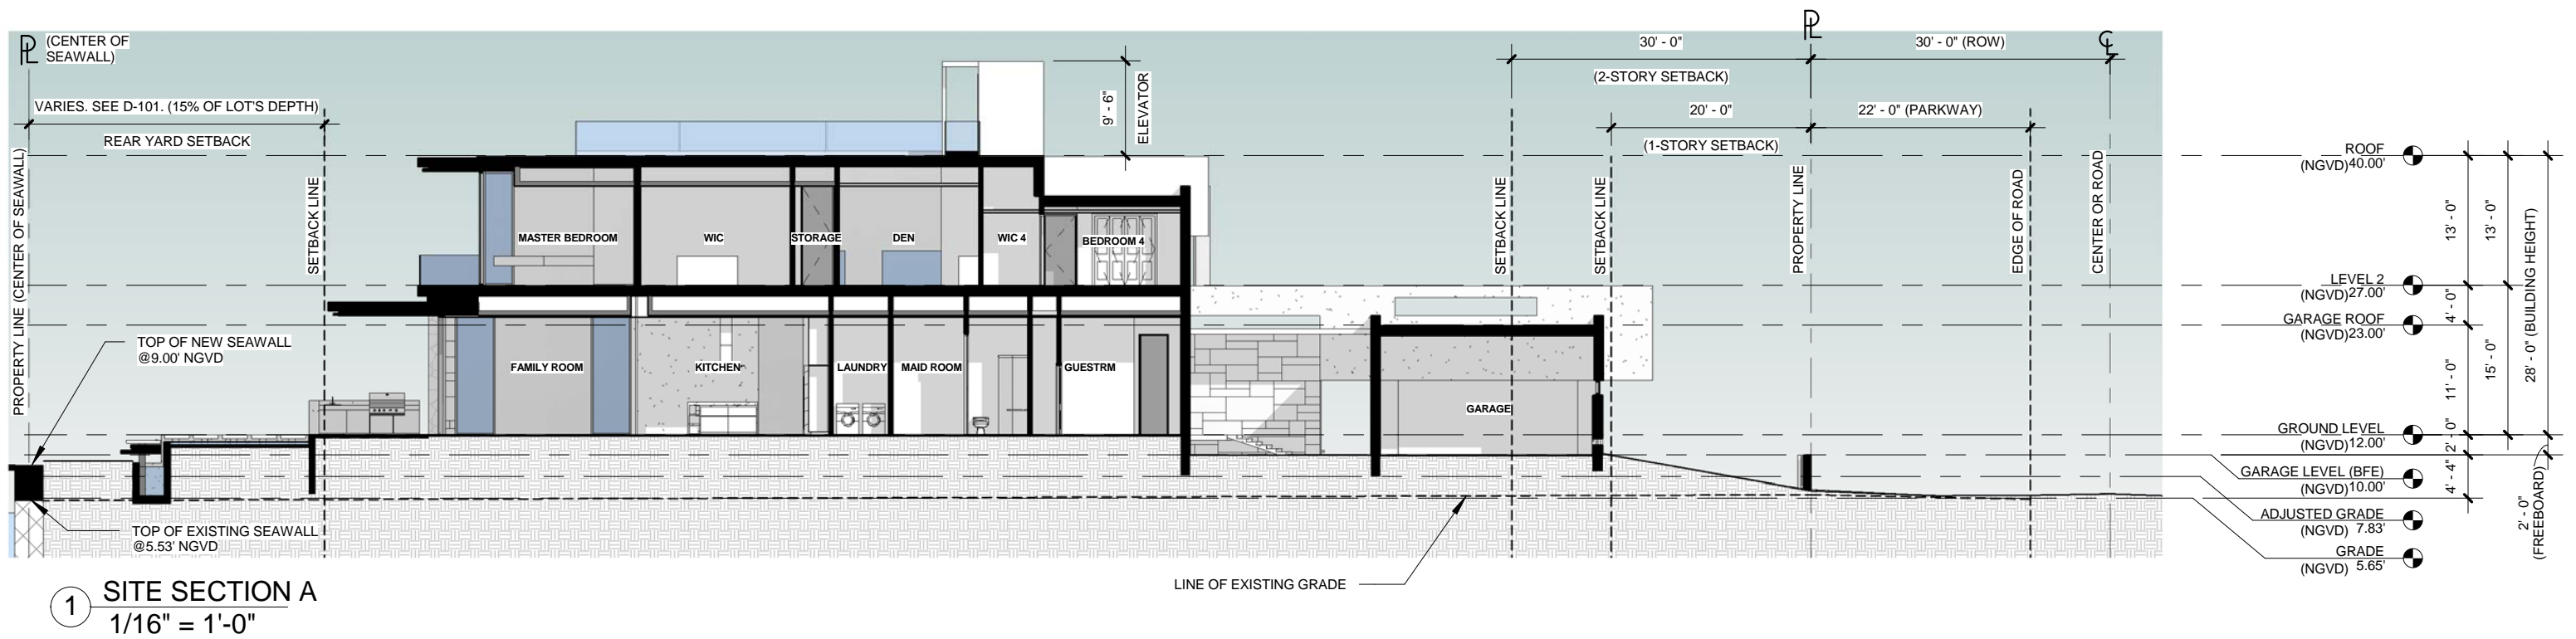 PL
(CENTER OF
SEAWALL)
VARIES. SEE D-101. (15% OF LOT'S DEPTH)
REAR YARD SETBACK
PROPERTY LINE (CENTER OF SEAWALL)
SETBACK LINE
TOP OF NEW SEAWALL
@9.00' NGVD
TOP OF EXISTING SEAWALL
@5.53' NGVD
9' - 6"
ELEVATOR
MASTER BEDROOM
WIC
STORAGE
DEN
WIC 4
BEDROOM 4
FAMILY ROOM
KITCHEN
LAUNDRY
MAID ROOM
GUESTRM
GARAGE
PL
CL
30' - 0"
30' - 0" (ROW)
(2-STORY SETBACK)
20' - 0"
22' - 0" (PARKWAY)
(1-STORY SETBACK)
SETBACK LINE
SETBACK LINE
PROPERTY LINE
EDGE OF ROAD
CENTER OR ROAD
LINE OF EXISTING GRADE
ROOF
(NGVD)40.00'
LEVEL 2
(NGVD)27.00'
GARAGE ROOF
(NGVD)23.00'
GROUND LEVEL
(NGVD)12.00'
GARAGE LEVEL (BFE)
(NGVD)10.00'
ADJUSTED GRADE
(NGVD) 7.83'
GRADE
(NGVD) 5.65'
13' - 0"
4' - 0"
11' - 0"
2' - 0"
4' - 4"
13' - 0"
15' - 0"
28' - 0" (BUILDING HEIGHT)
2' - 0"
(FREEBOARD)
1
SITE SECTION A
1/16" = 1'-0"